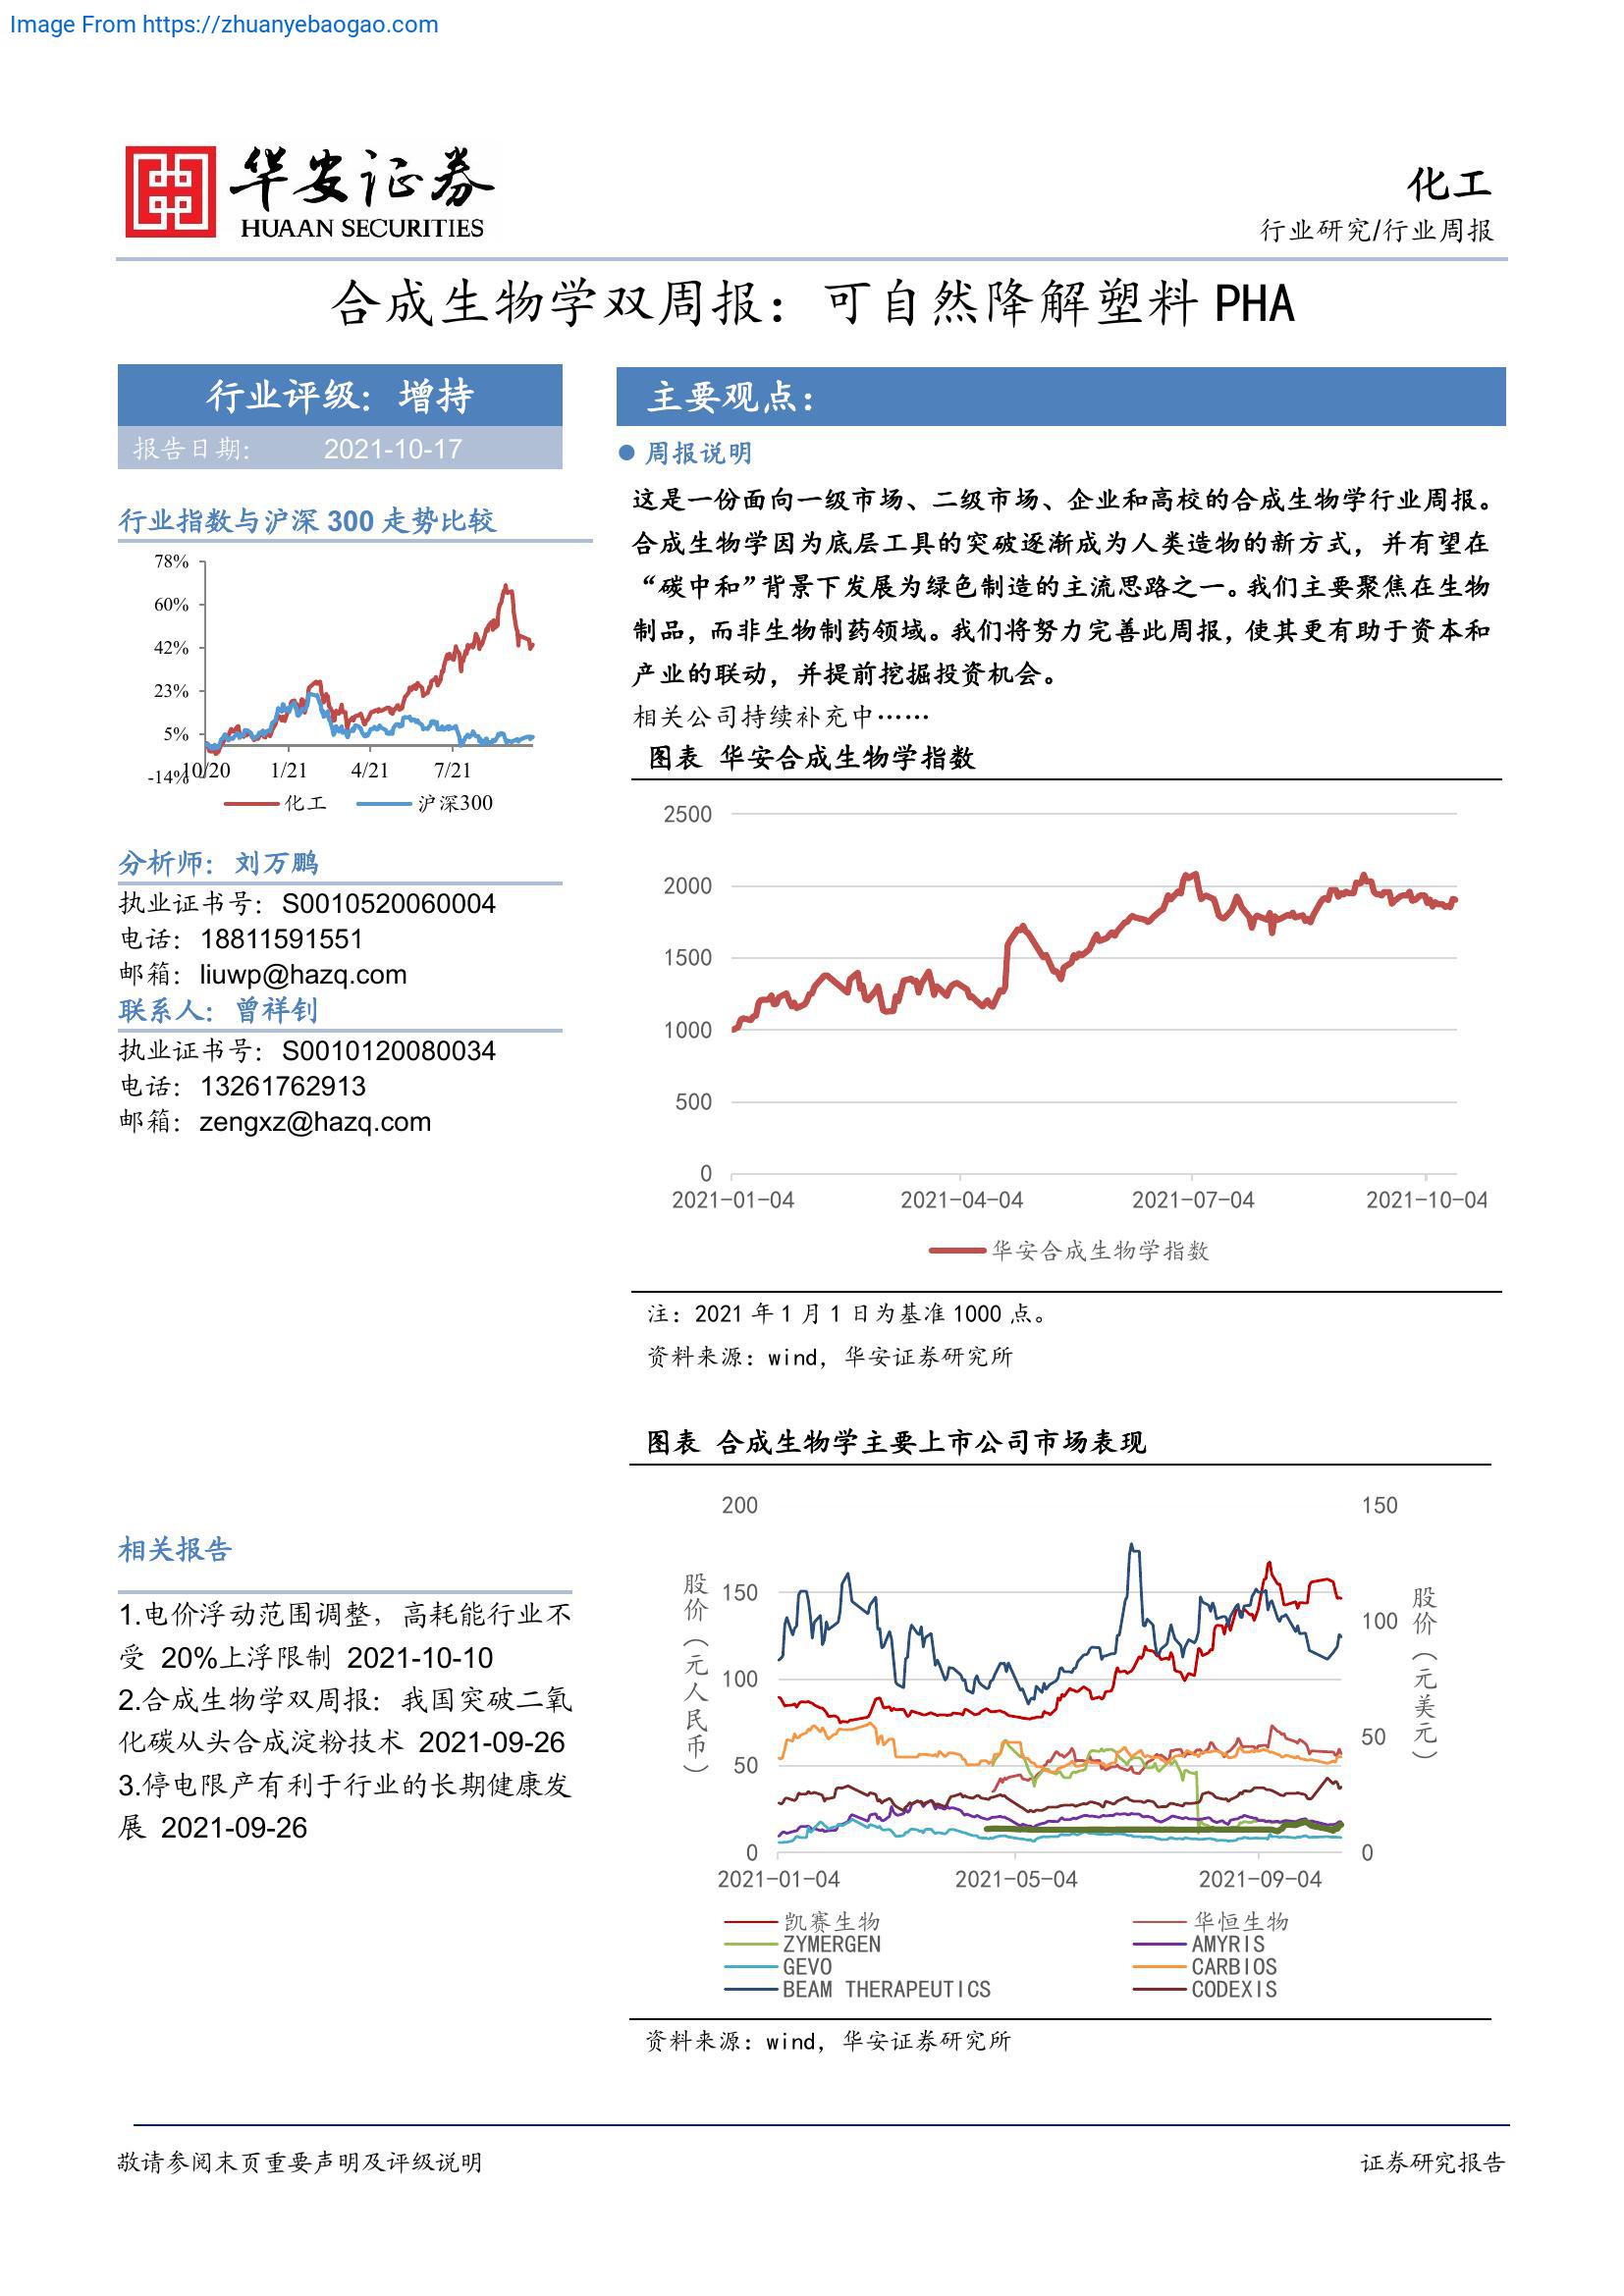 Image From https://zhuanyebaogao.com
华安证券
HUAAN SECURITIES
化工
行业研究/行业周报
合成生物学双周报：可自然降解塑料 PHA
行业评级：增持
报告日期： 2021-10-17
行业指数与沪深 300 走势比较
78%
60%
42%
23%
5%
-14%
10/20 1/21 4/21 7/21
化工 沪深300
分析师：刘万鹏
执业证书号：S0010520060004
电话：18811591551
邮箱：liuwp@hazq.com
联系人：曾祥钊
执业证书号：S0010120080034
电话：13261762913
邮箱：zengxz@hazq.com
相关报告
1.电价浮动范围调整，高耗能行业不
受 20%上浮限制 2021-10-10
2.合成生物学双周报：我国突破二氧
化碳从头合成淀粉技术 2021-09-26
3.停电限产有利于行业的长期健康发
展 2021-09-26
主要观点：
周报说明
这是一份面向一级市场、二级市场、企业和高校的合成生物学行业周报。
合成生物学因为底层工具的突破逐渐成为人类造物的新方式，并有望在
“碳中和”背景下发展为绿色制造的主流思路之一。我们主要聚焦在生物
制品，而非生物制药领域。我们将努力完善此周报，使其更有助于资本和
产业的联动，并提前挖掘投资机会。
相关公司持续补充中……
图表 华安合成生物学指数
2500
2000
1500
1000
500
0
2021-01-04 2021-04-04 2021-07-04 2021-10-04
华安合成生物学指数
注：2021 年 1 月 1 日为基准 1000 点。
资料来源：wind，华安证券研究所
图表 合成生物学主要上市公司市场表现
200
150
100
50
0
股价（元人民币）
150
100
50
0
股价（元美元）
2021-01-04 2021-05-04 2021-09-04
凯赛生物 华恒生物
ZYMERGEN AMYRIS
GEVO CARBIOS
BEAM THERAPEUTICS CODEXIS
资料来源：wind，华安证券研究所
敬请参阅末页重要声明及评级说明
证券研究报告